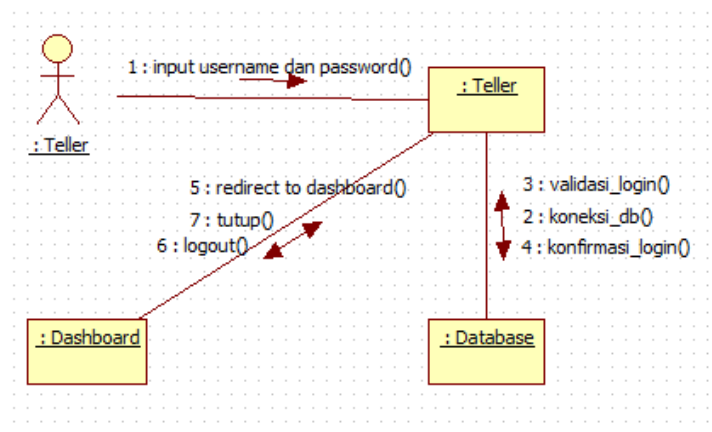 1 : input username dan password()
: Teller
: Teller
5 : redirect to dashboard()
3 : validasi_login()
7 : tutup()
2 : koneksi_db()
6 : logout()
4 : konfirmasi_login()
: Dashboard
: Database